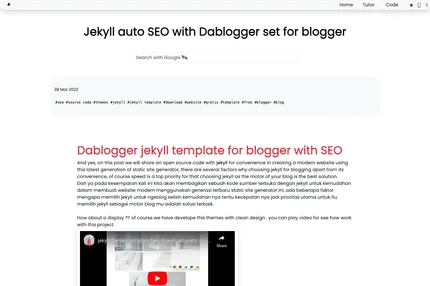 Home Tutor Code
Jekyll auto SEO with Dablogger set for blogger
Search with Google
28 Mar 2022
#seo #source code #themes #jekyll #jekyll template #download #website #gratis #template #free #blogger #blog
Dablogger jekyll template for blogger with SEO
And yes, on this post we will share an open source code with jekyll for convenience in creating a modern website using
this latest generation of static site generator, there are several factors why choosing jekyll for blogging apart from its
convenience, of course speed is a top priority for that choosing jekyll as the motor of your blog is the best solution.
Dan ya pada kesempatan kali ini kita akan membagikan sebuah kode sumber terbuka dengan jekyll untuk kemudahan
dalam membuat website modern menggunakan generasi terbaru static site generator ini, ada beberapa faktor
mengapa memilih jekyll untuk ngeblog selain kemudahan nya tentu kecepatan nya jadi prioritas utama untuk itu
memilih jekyll sebagai motor blog mu adalah solusi terbaik.
How about a display ?? of course we have develope this themes with clean design , you can play video for see how work
with this project.
Share